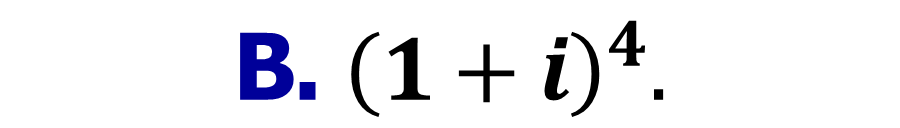 B. (1 + i)⁴.